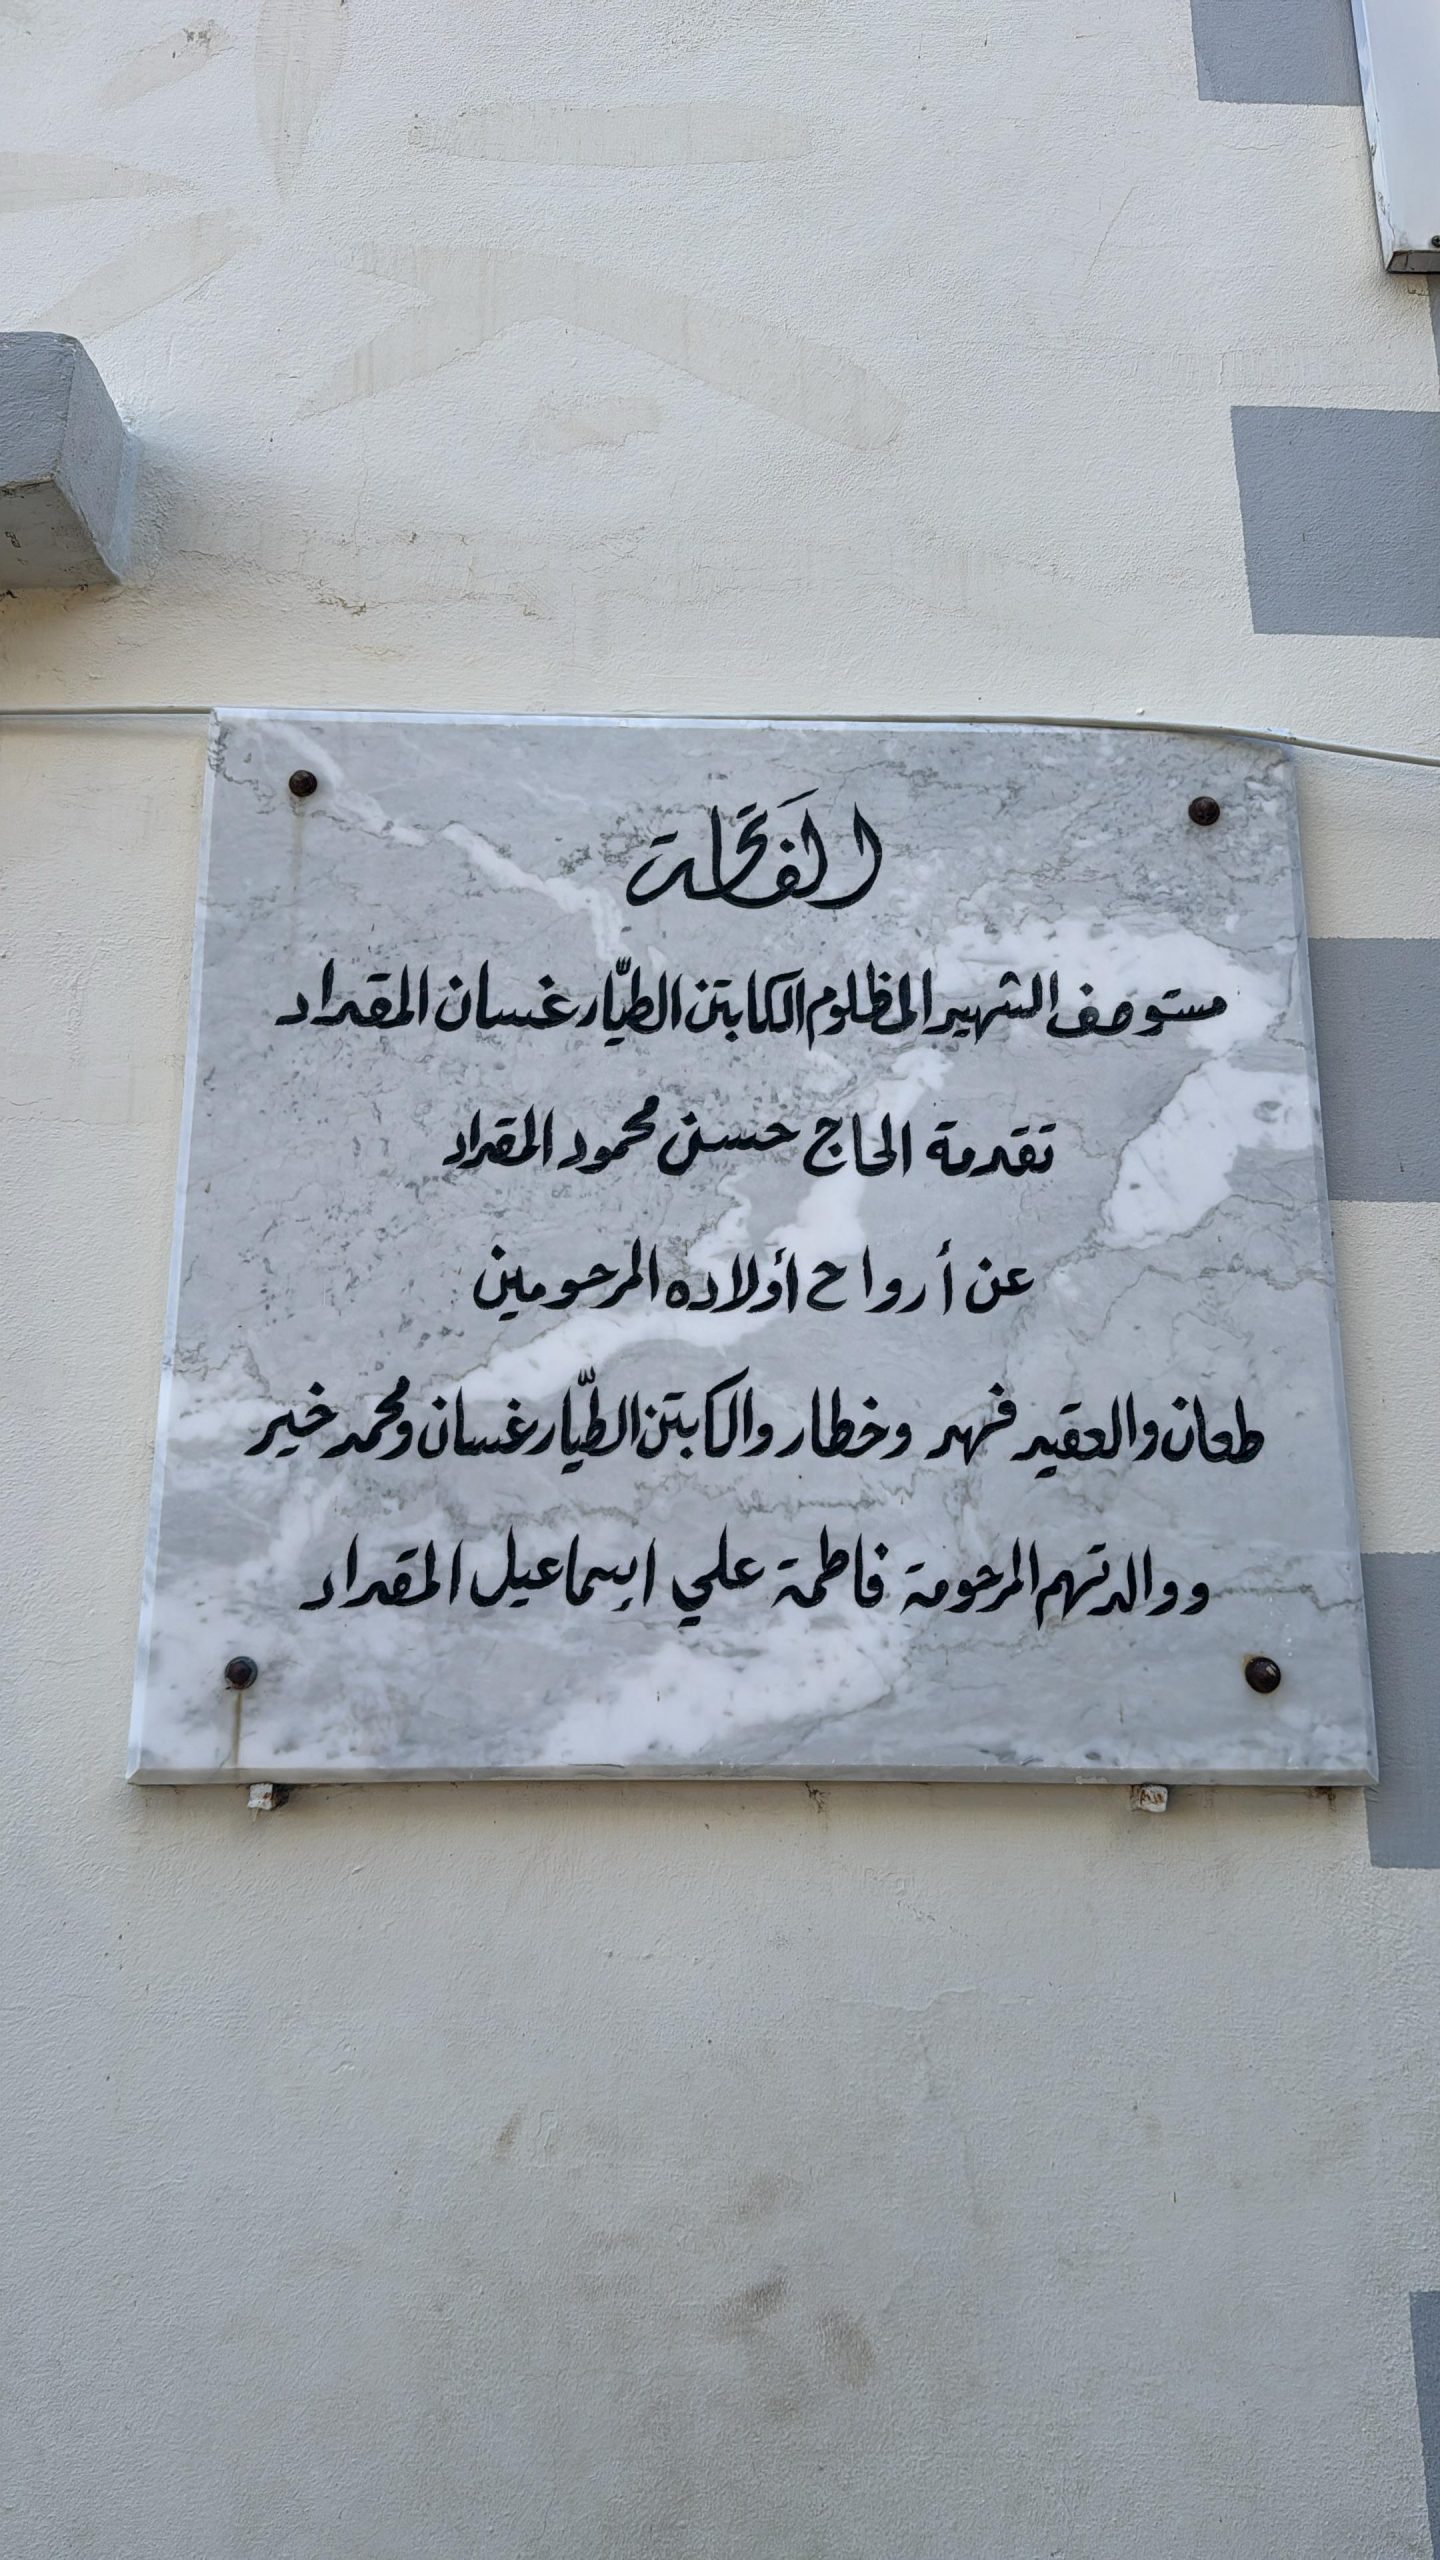 الفاتحة
مستوصف الشهيد المظلوم الكابتن الطيّار غسان المقداد
تقدمة الحاج حسن محمود المقداد
عن أرواح أولاده المرحومين
طعان والعقيد فهد وخطار والكابتن الطيّار غسان ومحمد خير
ووالدتهم المرحومة فاطمة علي إسماعيل المقداد